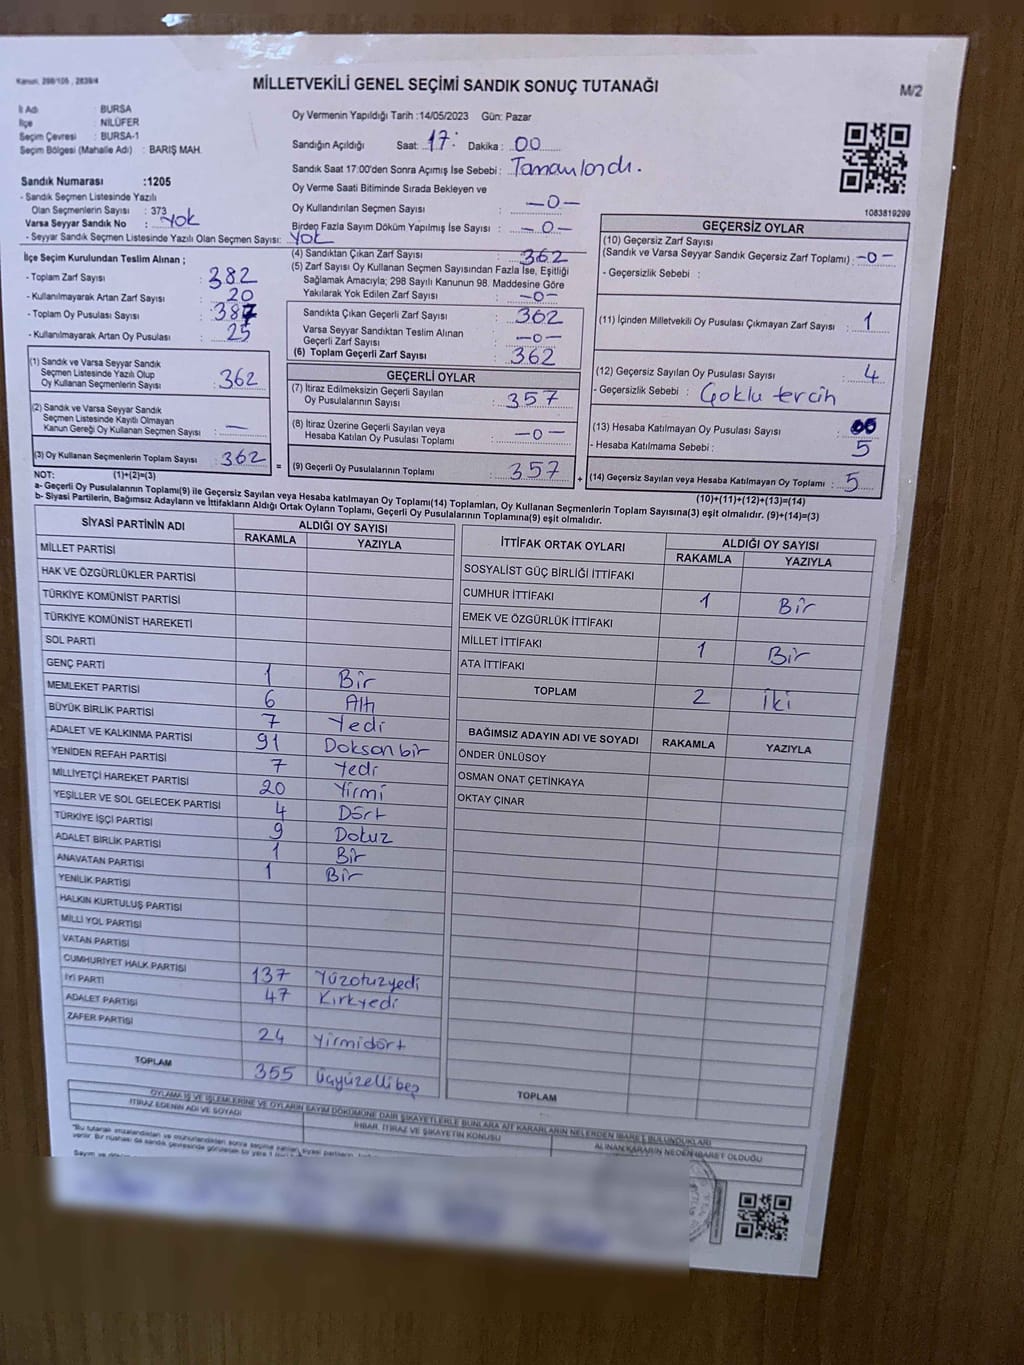 Kanun: 298/105 , 2839/4
MİLLETVEKİLİ GENEL SEÇİMİ SANDIK SONUÇ TUTANAĞI
M/2
İl Adı : BURSA
İlçe : NİLÜFER
Seçim Çevresi : BURSA-1
Seçim Bölgesi (Mahalle Adı) : BARIŞ MAH.
Sandık Numarası :1205
- Sandık Seçmen Listesinde Yazılı
Olan Seçmenlerin Sayısı : 373
Varsa Seyyar Sandık No : Yok
- Seyyar Sandık Seçmen Listesinde Yazılı Olan Seçmen Sayısı: Yok
Oy Vermenin Yapıldığı Tarih :14/05/2023 Gün: Pazar
Sandığın Açıldığı Saat: 17: Dakika : 00
Sandık Saat 17:00'den Sonra Açımış İse Sebebi : Tamamlandı.
Oy Verme Saati Bitiminde Sırada Bekleyen ve
Oy Kullandırılan Seçmen Sayısı : -0-
Birden Fazla Sayım Döküm Yapılmış İse Sayısı : -0-
1083819299
İlçe Seçim Kurulundan Teslim Alınan ;
- Toplam Zarf Sayısı : 382
- Kullanılmayarak Artan Zarf Sayısı : 20
- Toplam Oy Pusulası Sayısı : 387
- Kullanılmayarak Artan Oy Pusulası : 25
(1) Sandık ve Varsa Seyyar Sandık
Seçmen Listesinde Yazılı Olup
Oy Kullanan Seçmenlerin Sayısı : 362
(2) Sandık ve Varsa Seyyar Sandık
Seçmen Listesinde Kayıtlı Olmayan
Kanun Gereği Oy Kullanan Seçmen Sayısı : —
(3) Oy Kullanan Seçmenlerin Toplam Sayısı : 362
(4) Sandıktan Çıkan Zarf Sayısı : 362
(5) Zarf Sayısı Oy Kullanan Seçmen Sayısından Fazla İse, Eşitliği
Sağlamak Amacıyla; 298 Sayılı Kanunun 98. Maddesine Göre
Yakılarak Yok Edilen Zarf Sayısı : -0-
Sandıkta Çıkan Geçerli Zarf Sayısı : 362
Varsa Seyyar Sandıktan Teslim Alınan
Geçerli Zarf Sayısı : -0-
(6) Toplam Geçerli Zarf Sayısı : 362
GEÇERLİ OYLAR
(7) İtiraz Edilmeksizin Geçerli Sayılan
Oy Pusulalarının Sayısı : 357
(8) İtiraz Üzerine Geçerli Sayılan veya
Hesaba Katılan Oy Pusulası Toplamı : -0-
= (9) Geçerli Oy Pusulalarının Toplamı : 357
GEÇERSİZ OYLAR
(10) Geçersiz Zarf Sayısı
(Sandık ve Varsa Seyyar Sandık Geçersiz Zarf Toplamı) : -0-
- Geçersizlik Sebebi :
(11) İçinden Milletvekili Oy Pusulası Çıkmayan Zarf Sayısı : 1
(12) Geçersiz Sayılan Oy Pusulası Sayısı : 4
- Geçersizlik Sebebi : Çoklu tercih
(13) Hesaba Katılmayan Oy Pusulası Sayısı :
- Hesaba Katılmama Sebebi : 5
+ (14) Geçersiz Sayılan veya Hesaba Katılmayan Oy Toplamı : 5
NOT: (1)+(2)=(3)
(10)+(11)+(12)+(13)=(14)
a- Geçerli Oy Pusulalarının Toplamı(9) ile Geçersiz Sayılan veya Hesaba katılmayan Oy Toplamı(14) Toplamları, Oy Kullanan Seçmenlerin Toplam Sayısına(3) eşit olmalıdır. (9)+(14)=(3)
b- Siyasi Partilerin, Bağımsız Adayların ve İttifakların Aldığı Ortak Oyların Toplamı, Geçerli Oy Pusulalarının Toplamına(9) eşit olmalıdır.
SİYASİ PARTİNİN ADI ALDIĞI OY SAYISI
RAKAMLA YAZIYLA
MİLLET PARTİSİ
HAK VE ÖZGÜRLÜKLER PARTİSİ
TÜRKİYE KOMÜNİST PARTİSİ
TÜRKİYE KOMÜNİST HAREKETİ
SOL PARTİ
GENÇ PARTİ 1 Bir
MEMLEKET PARTİSİ 6 Altı
BÜYÜK BİRLİK PARTİSİ 7 Yedi
ADALET VE KALKINMA PARTİSİ 91 Doksan bir
YENİDEN REFAH PARTİSİ 7 Yedi
MİLLİYETÇİ HAREKET PARTİSİ 20 Yirmi
YEŞİLLER VE SOL GELECEK PARTİSİ 4 Dört
TÜRKİYE İŞÇİ PARTİSİ 9 Dokuz
ADALET BİRLİK PARTİSİ 1 Bir
ANAVATAN PARTİSİ 1 Bir
YENİLİK PARTİSİ
HALKIN KURTULUŞ PARTİSİ
MİLLİ YOL PARTİSİ
VATAN PARTİSİ
CUMHURİYET HALK PARTİSİ 137 Yüzotuzyedi
İYİ PARTİ 47 Kırkyedi
ADALET PARTİSİ
ZAFER PARTİSİ 24 Yirmidört
TOPLAM 355 Üçyüzellibeş
İTTİFAK ORTAK OYLARI ALDIĞI OY SAYISI
RAKAMLA YAZIYLA
SOSYALİST GÜÇ BİRLİĞİ İTTİFAKI
CUMHUR İTTİFAKI 1 Bir
EMEK VE ÖZGÜRLÜK İTTİFAKI
MİLLET İTTİFAKI 1 Bir
ATA İTTİFAKI
TOPLAM 2 İki
BAĞIMSIZ ADAYIN ADI VE SOYADI RAKAMLA YAZIYLA
ÖNDER ÜNLÜSOY
OSMAN ONAT ÇETİNKAYA
OKTAY ÇINAR
TOPLAM
OYLAMA İŞ VE İŞLEMLERİNE VE OYLARIN SAYIM DÖKÜMÜNE DAİR ŞİKAYETLERLE BUNLARA AİT KARARLARIN NELERDEN İBARET BULUNDUKLARI
İTİRAZ EDENİN ADI VE SOYADI İHBAR, İTİRAZ VE ŞİKAYETİN KONUSU ALINAN KARARIN NEDEN İBARET OLDUĞU
"Bu tutanak imzalandıktan ve mühürlendikten sonra seçime katılan siyasi partilerin